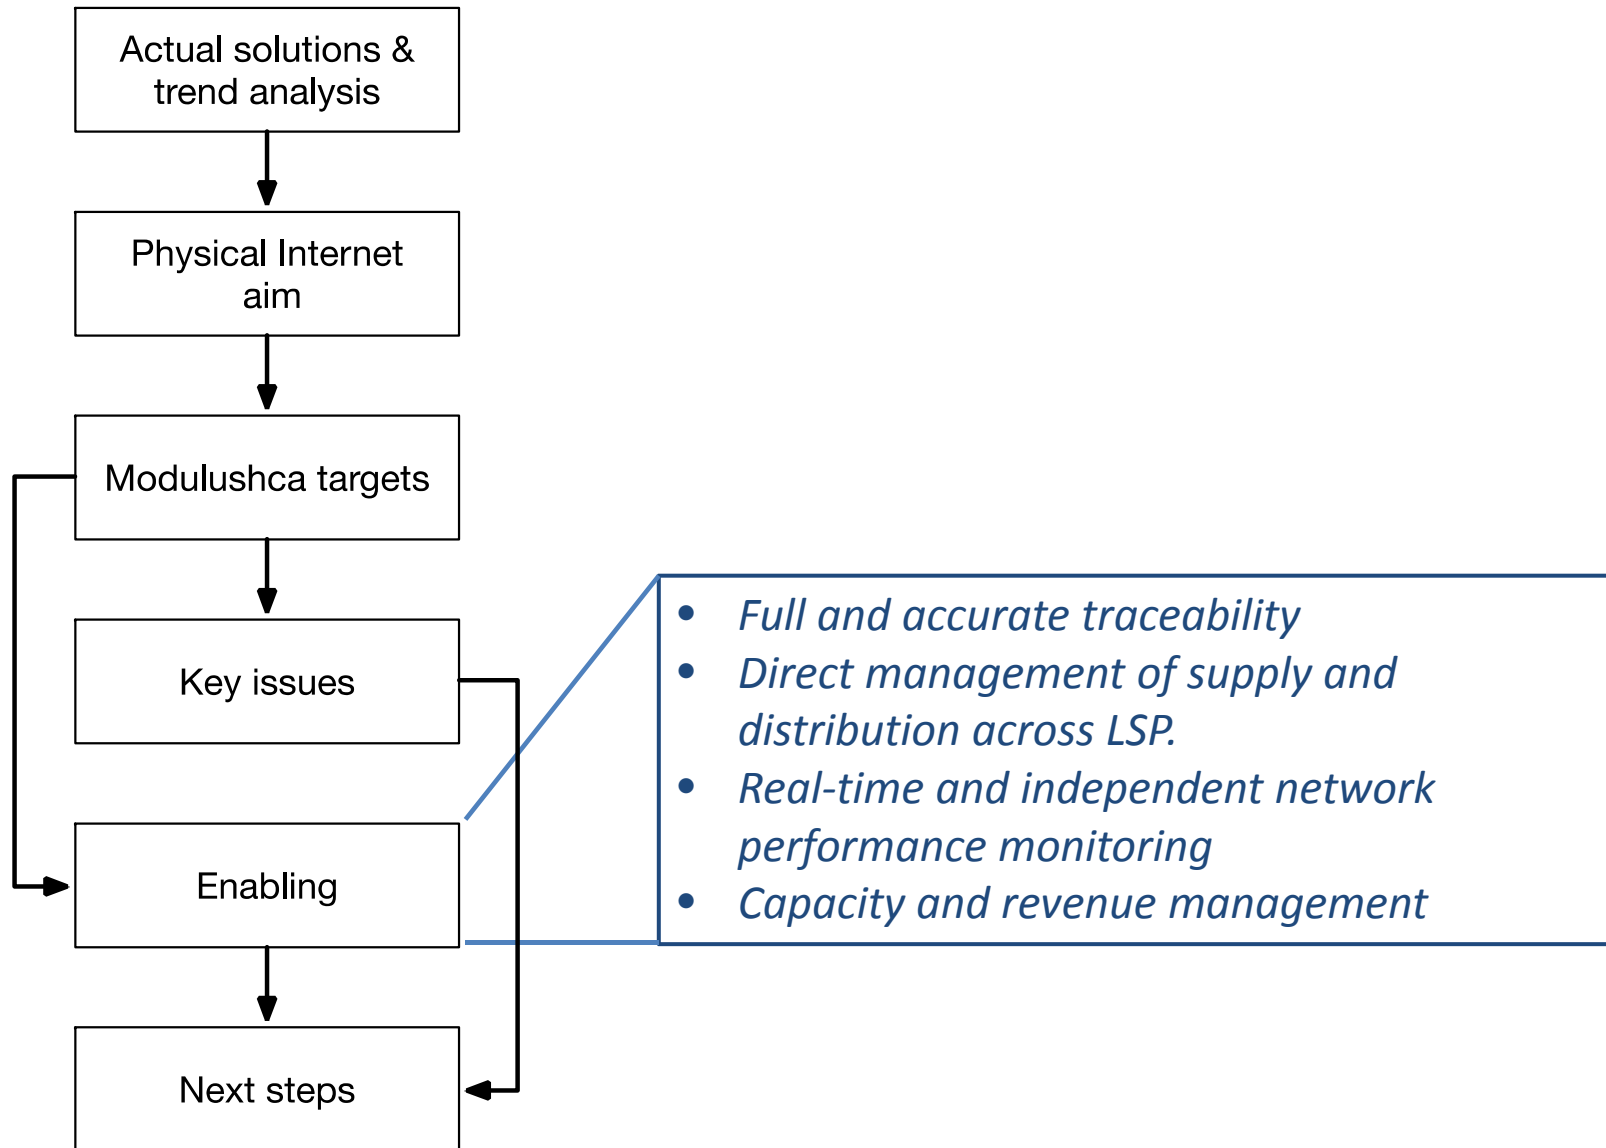 Actual solutions &
trend analysis
Physical Internet
aim
Modulushca targets
Key issues
Enabling
Next steps
• Full and accurate traceability
• Direct management of supply and
distribution across LSP.
• Real-time and independent network
performance monitoring
• Capacity and revenue management